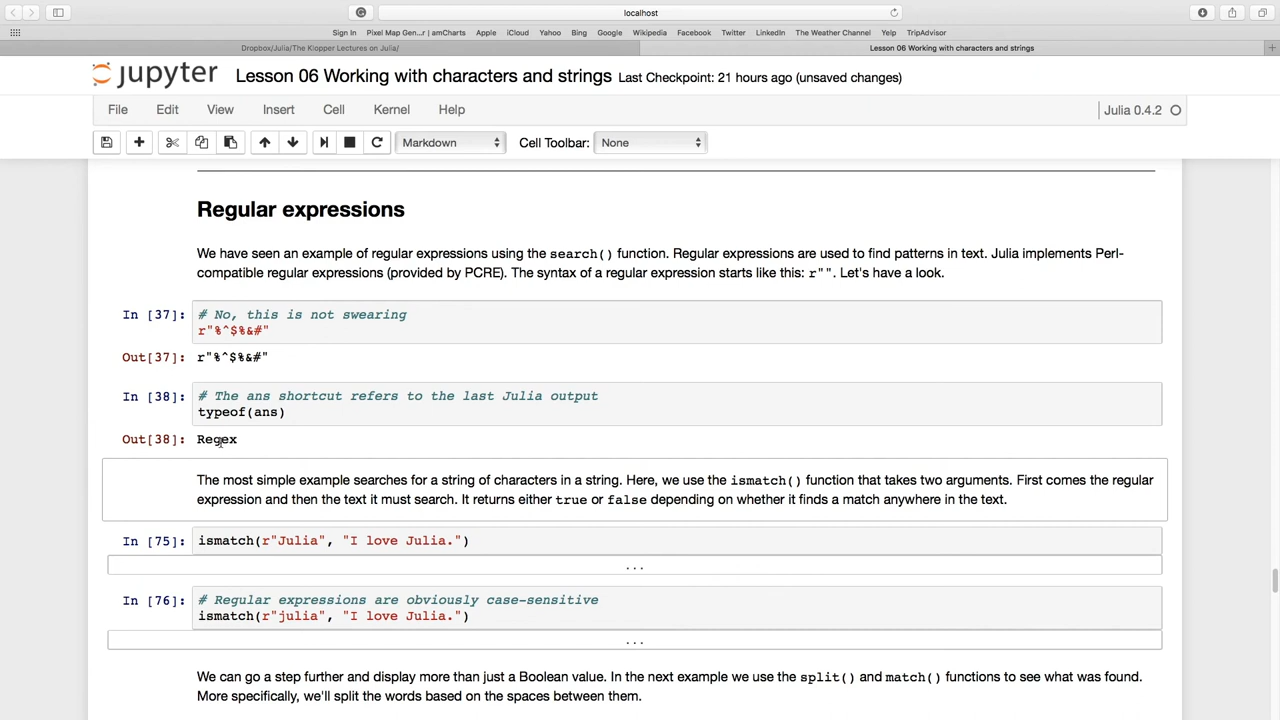 localhost
Sign In Pixel Map Gen...r | amCharts Apple iCloud Yahoo Bing Google Wikipedia Facebook Twitter LinkedIn The Weather Channel Yelp TripAdvisor
Dropbox/Julia/The Klopper Lectures on Julia/ Lesson 06 Working with characters and strings
jupyter Lesson 06 Working with characters and strings Last Checkpoint: 21 hours ago (unsaved changes)
File Edit View Insert Cell Kernel Help Julia 0.4.2
Markdown Cell Toolbar: None
Regular expressions
We have seen an example of regular expressions using the search() function. Regular expressions are used to find patterns in text. Julia implements Perl-
compatible regular expressions (provided by PCRE). The syntax of a regular expression starts like this: r"". Let's have a look.
In [37]: # No, this is not swearing
r"%^$%&#"
Out[37]: r"%^$%&#"
In [38]: # The ans shortcut refers to the last Julia output
typeof(ans)
Out[38]: Regex
The most simple example searches for a string of characters in a string. Here, we use the ismatch() function that takes two arguments. First comes the regular
expression and then the text it must search. It returns either true or false depending on whether it finds a match anywhere in the text.
In [75]: ismatch(r"Julia", "I love Julia.")
...
In [76]: # Regular expressions are obviously case-sensitive
ismatch(r"julia", "I love Julia.")
...
We can go a step further and display more than just a Boolean value. In the next example we use the split() and match() functions to see what was found.
More specifically, we'll split the words based on the spaces between them.